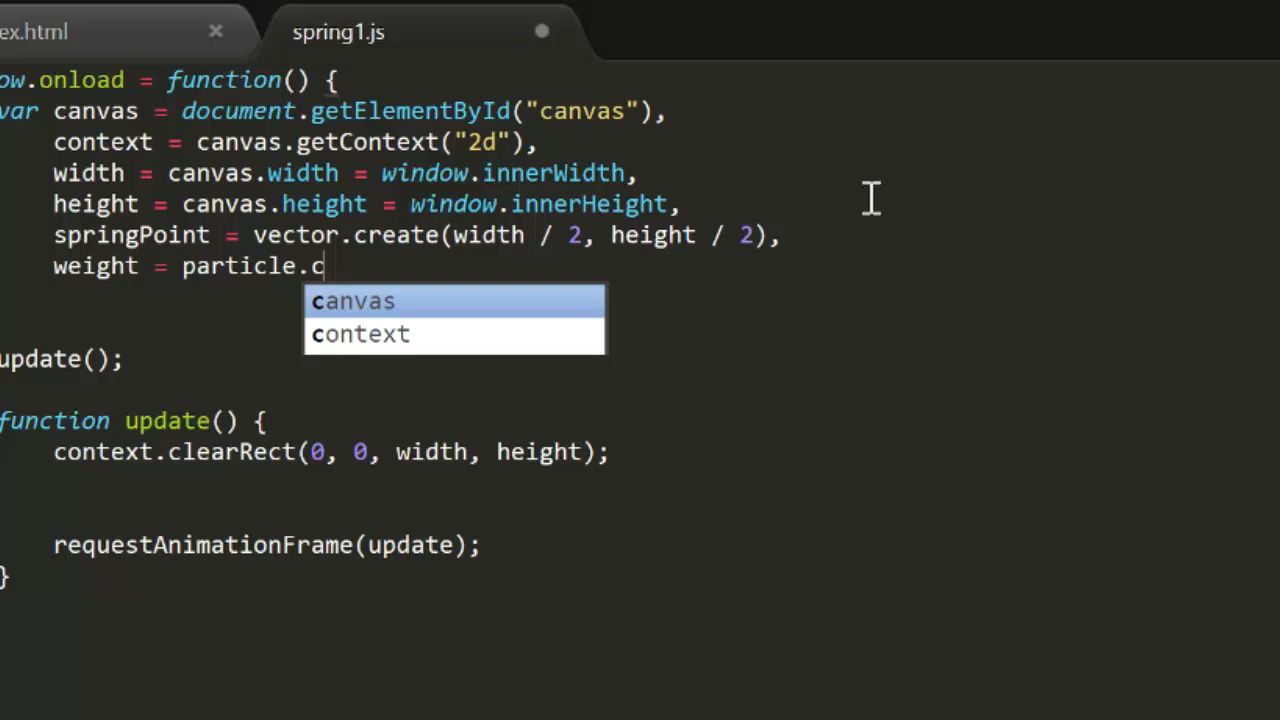 ex.html × spring1.js
ow.onload = function() {
var canvas = document.getElementById("canvas"),
context = canvas.getContext("2d"),
width = canvas.width = window.innerWidth,
height = canvas.height = window.innerHeight,
springPoint = vector.create(width / 2, height / 2),
weight = particle.c
canvas
context
update();
function update() {
context.clearRect(0, 0, width, height);
requestAnimationFrame(update);
}